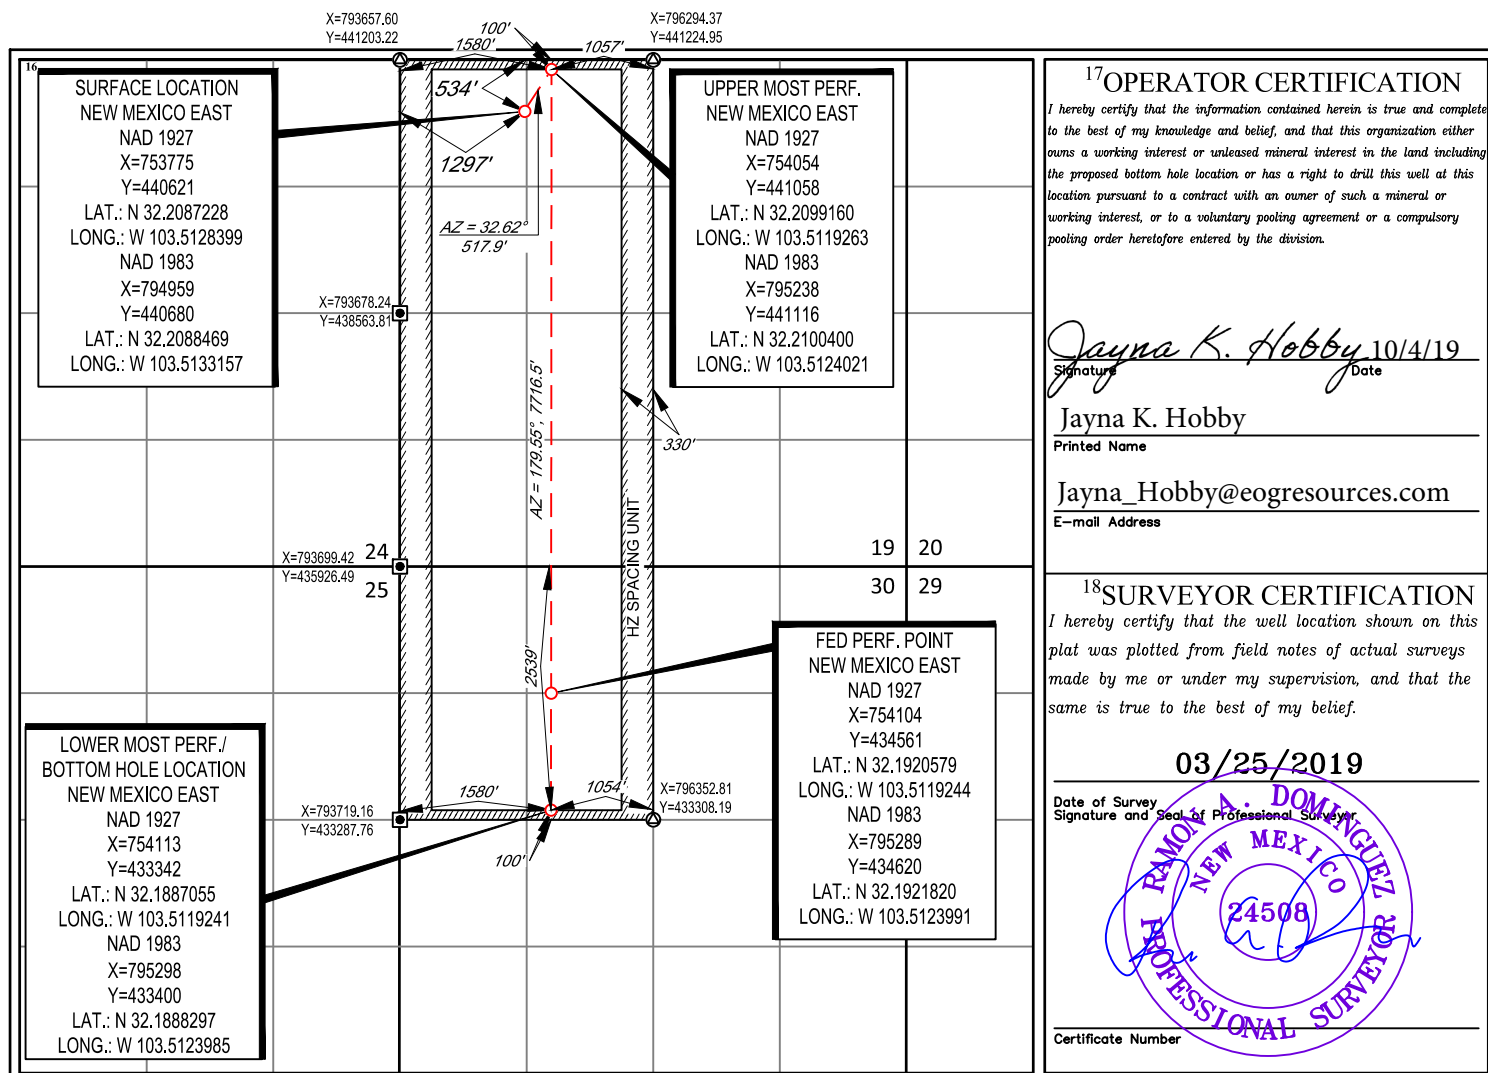 X=793657.60
Y=441203.22
100'
X=796294.37
Y=441224.95
1580'
1057'
16
SURFACE LOCATION
NEW MEXICO EAST
NAD 1927
X=753775
Y=440621
LAT.: N 32.2087228
LONG.: W 103.5128399
NAD 1983
X=794959
Y=440680
LAT.: N 32.2088469
LONG.: W 103.5133157
534'
1297'
AZ = 32.62°
517.9'
UPPER MOST PERF.
NEW MEXICO EAST
NAD 1927
X=754054
Y=441058
LAT.: N 32.2099160
LONG.: W 103.5119263
NAD 1983
X=795238
Y=441116
LAT.: N 32.2100400
LONG.: W 103.5124021
X=793678.24
Y=438563.81
AZ = 179.55°, 7716.5'
330'
HZ SPACING UNIT
X=793699.42
Y=435926.49
24
25
19
20
30
29
2539'
FED PERF. POINT
NEW MEXICO EAST
NAD 1927
X=754104
Y=434561
LAT.: N 32.1920579
LONG.: W 103.5119244
NAD 1983
X=795289
Y=434620
LAT.: N 32.1921820
LONG.: W 103.5123991
LOWER MOST PERF./
BOTTOM HOLE LOCATION
NEW MEXICO EAST
NAD 1927
X=754113
Y=433342
LAT.: N 32.1887055
LONG.: W 103.5119241
NAD 1983
X=795298
Y=433400
LAT.: N 32.1888297
LONG.: W 103.5123985
X=793719.16
Y=433287.76
1580'
1054'
X=796352.81
Y=433308.19
100'
17 OPERATOR CERTIFICATION
I hereby certify that the information contained herein is true and complete
to the best of my knowledge and belief, and that this organization either
owns a working interest or unleased mineral interest in the land including
the proposed bottom hole location or has a right to drill this well at this
location pursuant to a contract with an owner of such a mineral or
working interest, or to a voluntary pooling agreement or a compulsory
pooling order heretofore entered by the division.
Jayna K. Hobby 10/4/19
Signature Date
Jayna K. Hobby
Printed Name
Jayna_Hobby@eogresources.com
E-mail Address
18 SURVEYOR CERTIFICATION
I hereby certify that the well location shown on this
plat was plotted from field notes of actual surveys
made by me or under my supervision, and that the
same is true to the best of my belief.
03/25/2019
Date of Survey
Signature and Seal of Professional Surveyor
RAMON A. DOMINGUEZ
NEW MEXICO
24508
PROFESSIONAL SURVEYOR
Certificate Number